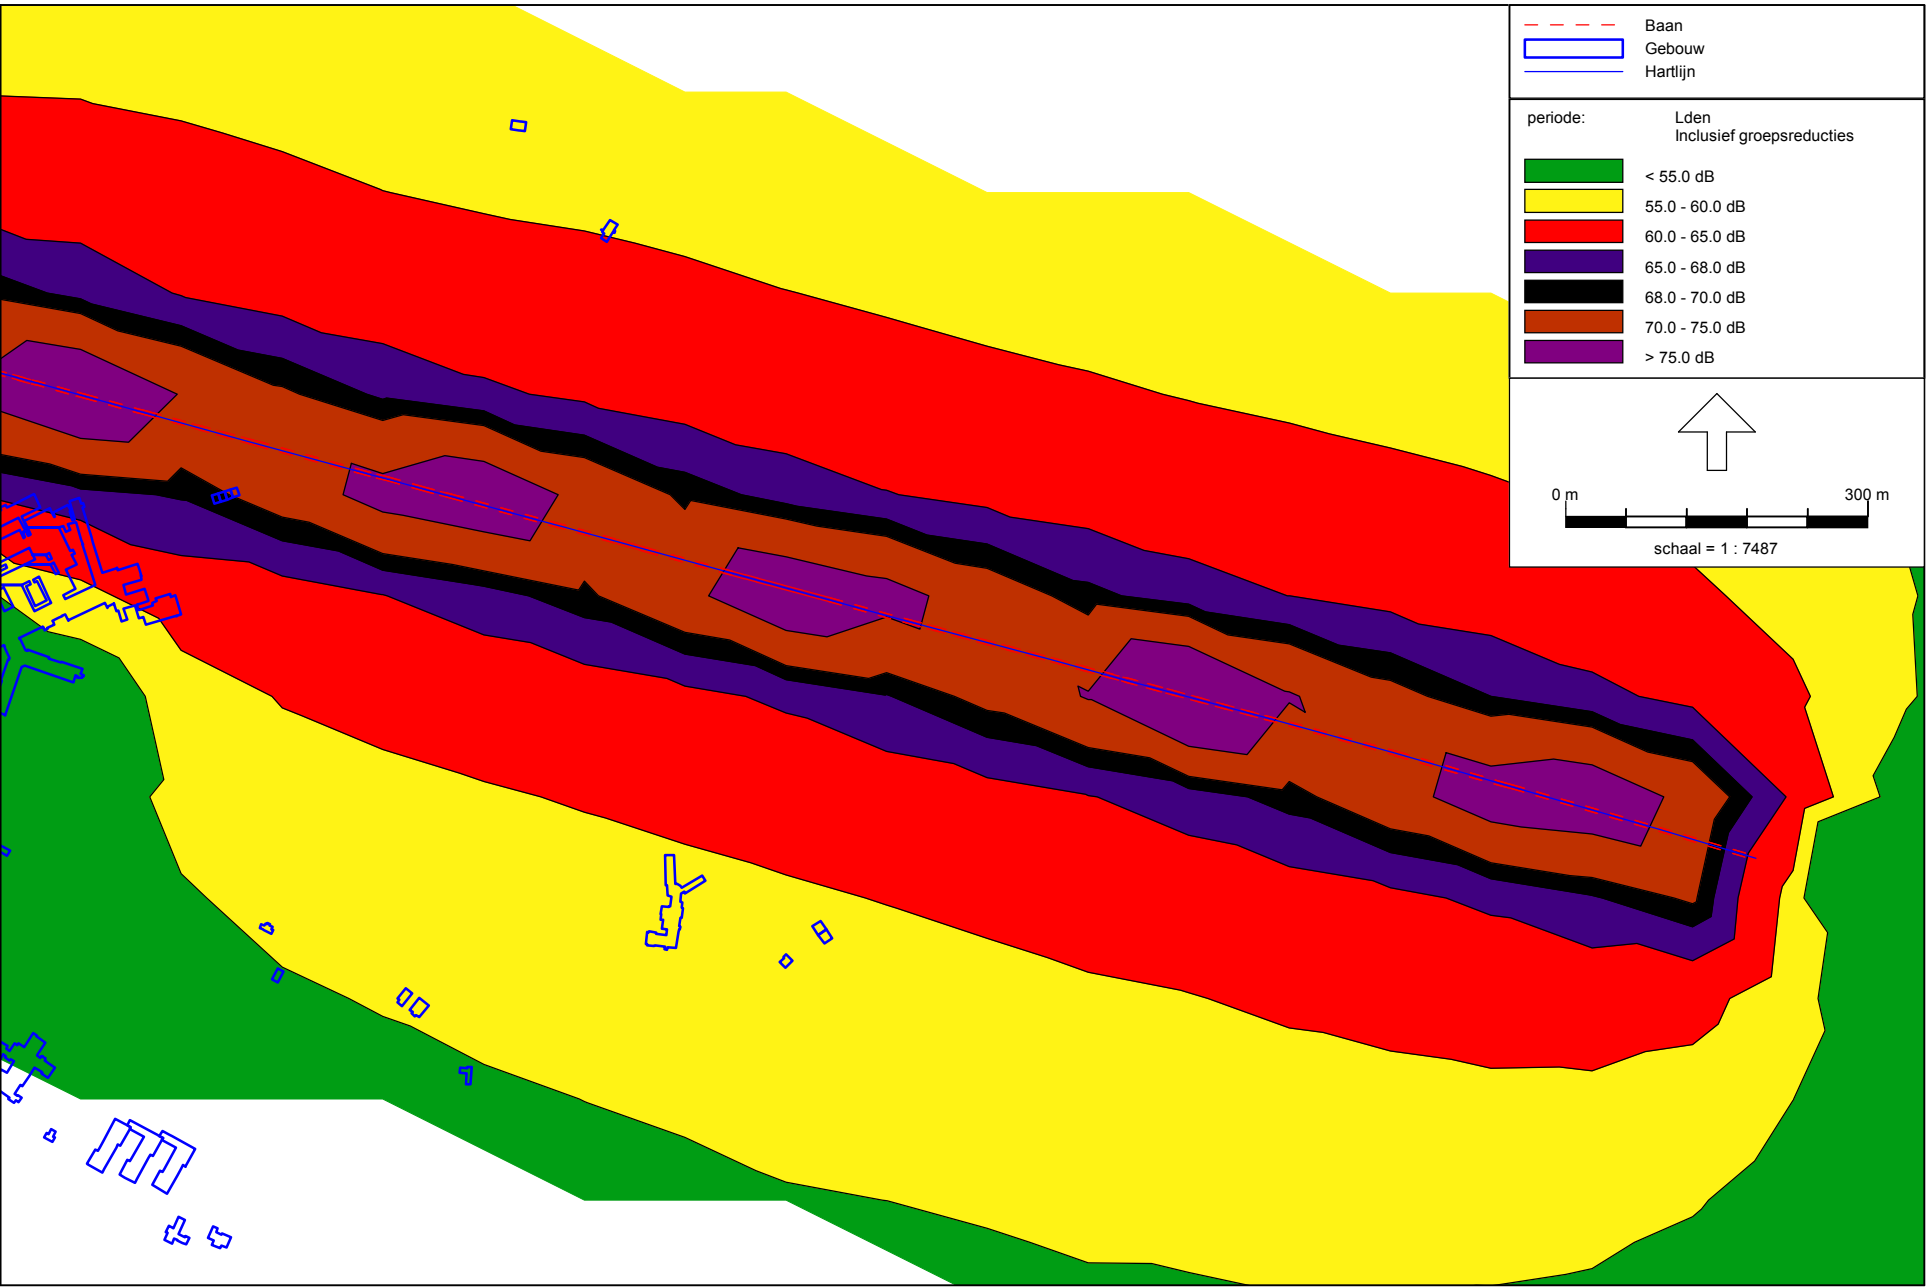 Baan
Gebouw
Hartlijn
periode: Lden
Inclusief groepsreducties
< 55.0 dB
55.0 - 60.0 dB
60.0 - 65.0 dB
65.0 - 68.0 dB
68.0 - 70.0 dB
70.0 - 75.0 dB
> 75.0 dB
0 m 300 m
schaal = 1 : 7487